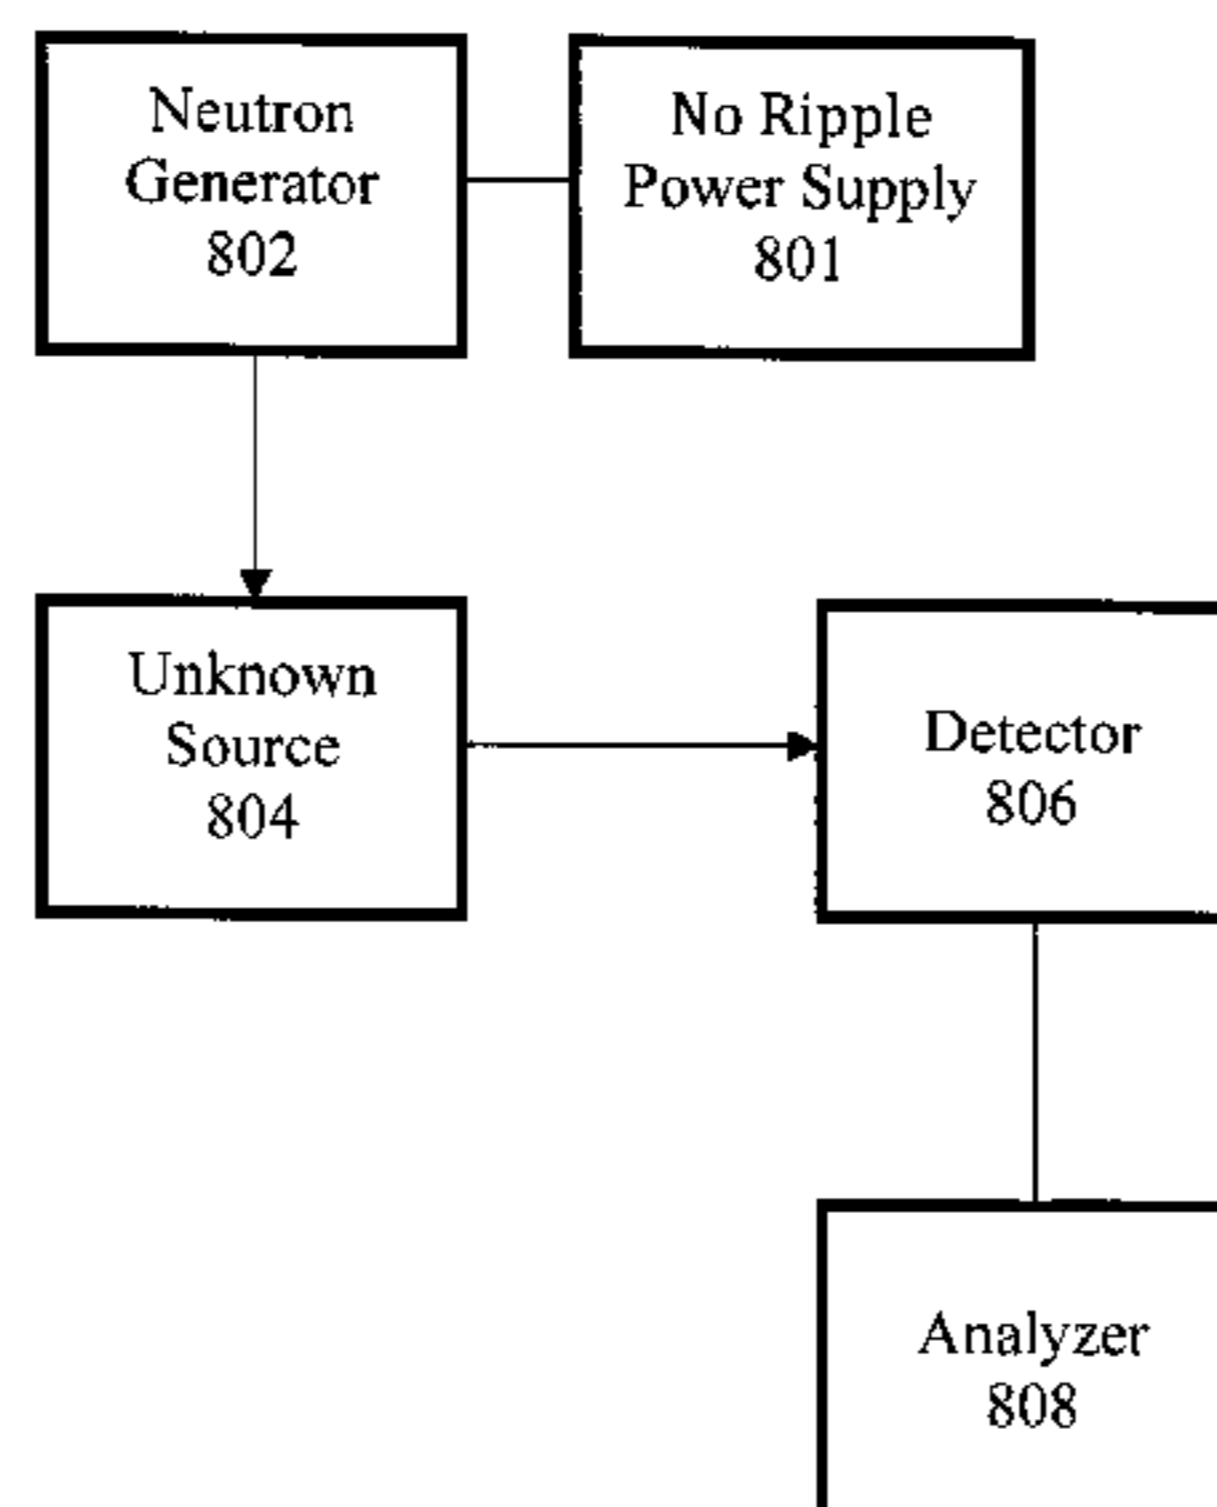 Neutron
Generator
802
No Ripple
Power Supply
801
Unknown
Source
804
Detector
806
Analyzer
808